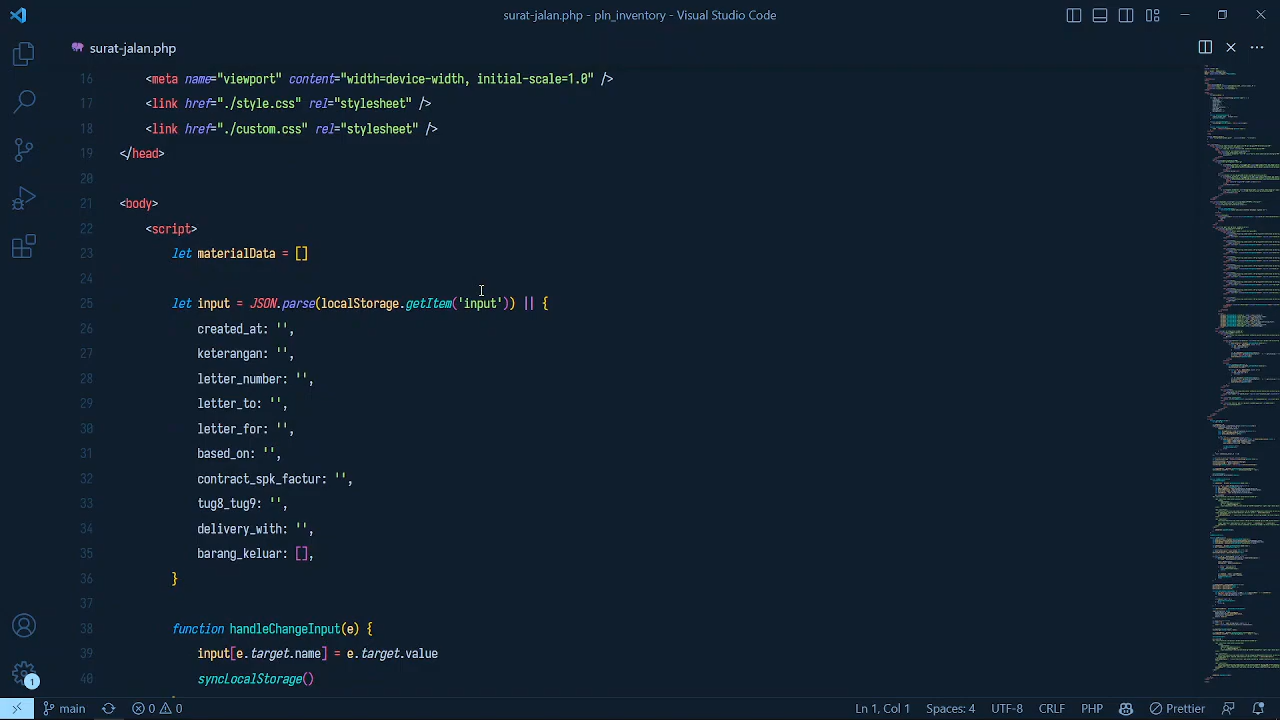 surat-jalan.php - pln_inventory - Visual Studio Code
surat-jalan.php
16 <meta name="viewport" content="width=device-width, initial-scale=1.0" />
17 <link href="./style.css" rel="stylesheet" />
18 <link href="./custom.css" rel="stylesheet" />
19 </head>
20
21 <body>
22 <script>
23 let materialData = []
24
25 let input = JSON.parse(localStorage.getItem('input')) || {
26 created_at: '',
27 keterangan: '',
28 letter_number: '',
29 letter_to: '',
30 letter_for: '',
31 based_on: '',
32 contract_spk_faktur: '',
33 tug8_no: '',
34 delivery_with: '',
35 barang_keluar: [],
36 }
37
38 function handleChangeInput(e) {
39 input[e.target.name] = e.target.value
40 syncLocalStorage()
1
main
0 0
Ln 1, Col 1
Spaces: 4
UTF-8
CRLF
PHP
Prettier